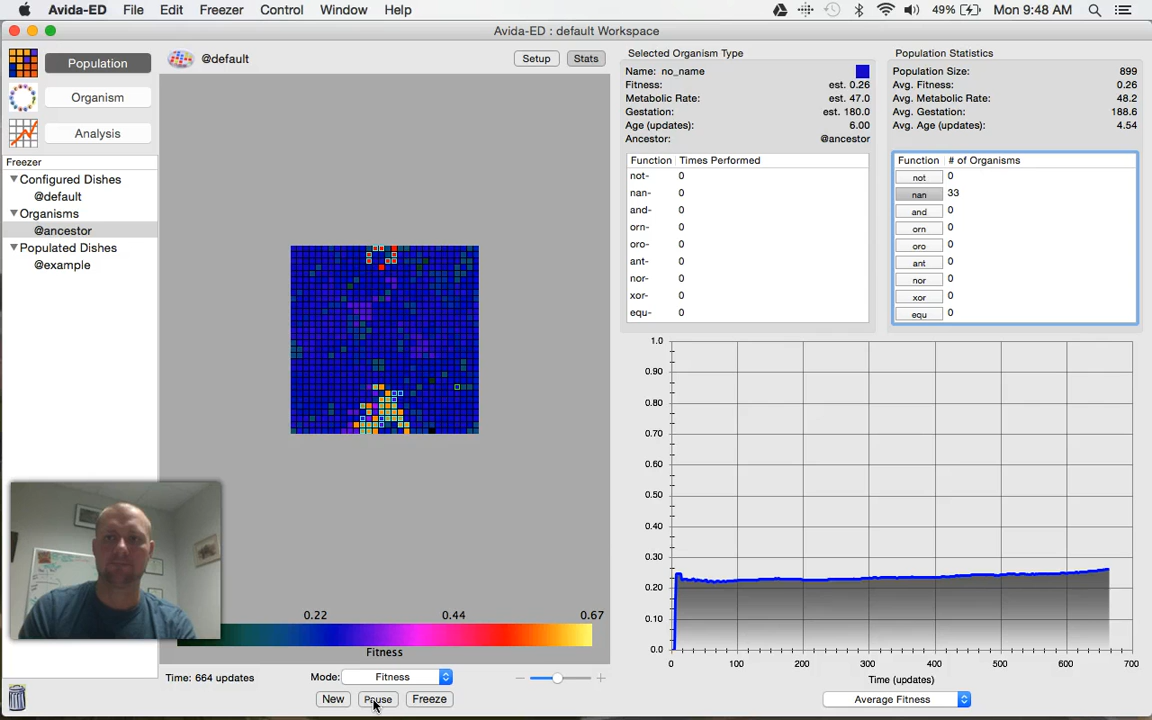 Avida-ED File Edit Freezer Control Window Help 49% Mon 9:48 AM
Avida-ED : default Workspace
Population
Organism
Analysis
Freezer
Configured Dishes
@default
Organisms
@ancestor
Populated Dishes
@example
@default Setup Stats
0.22 0.44 0.67
Fitness
Time: 664 updates Mode: Fitness
New Pause Freeze
Selected Organism Type
Name: no_name
Fitness: est. 0.26
Metabolic Rate: est. 47.0
Gestation: est. 180.0
Age (updates): 6.00
Ancestor: @ancestor
Function Times Performed
not- 0
nan- 0
and- 0
orn- 0
oro- 0
ant- 0
nor- 0
xor- 0
equ- 0
Population Statistics
Population Size: 899
Avg. Fitness: 0.26
Avg. Metabolic Rate: 48.2
Avg. Gestation: 188.6
Avg. Age (updates): 4.54
Function # of Organisms
not 0
nan 33
and 0
orn 0
oro 0
ant 0
nor 0
xor 0
equ 0
1.0
0.90
0.80
0.70
0.60
0.50
0.40
0.30
0.20
0.10
0.0
0 100 200 300 400 500 600 700
Time (updates)
Average Fitness